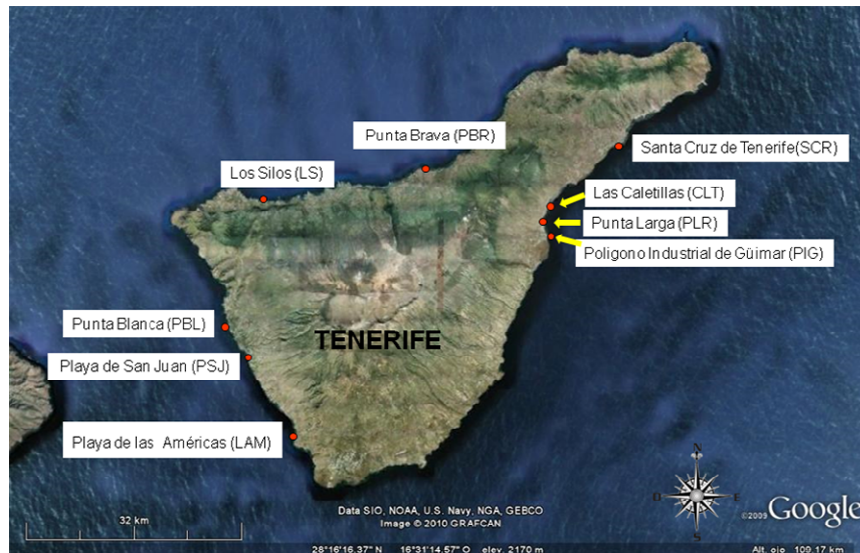 Punta Brava (PBR)
Santa Cruz de Tenerife(SCR)
Los Silos (LS)
Las Caletillas (CLT)
Punta Larga (PLR)
Poligono Industrial de Güimar (PIG)
Punta Blanca (PBL)
TENERIFE
Playa de San Juan (PSJ)
Playa de las Américas (LAM)
N
O
E
S
32 km
Data SIO, NOAA, U.S. Navy, NGA, GEBCO
Image © 2010 GRAFCAN
©2009 Google
28°16'16.37" N 16°31'14.57" O elev. 2170 m
Alt. ojo 109.17 km